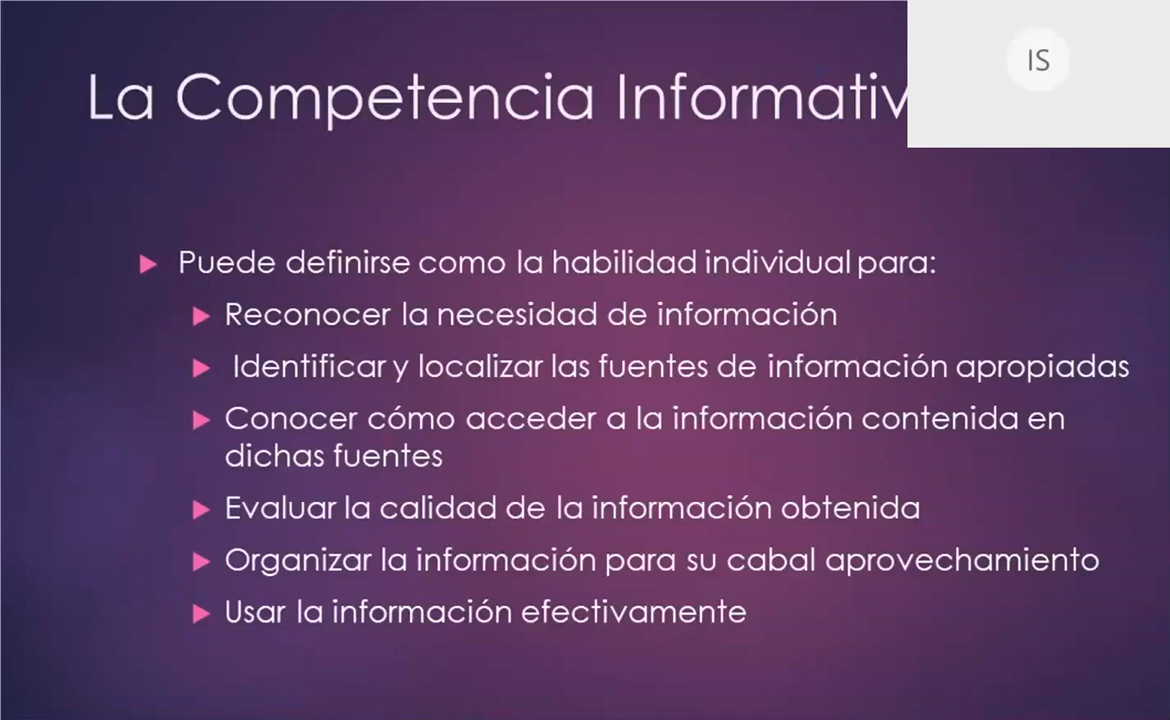 IS
La Competencia Informativ
Puede definirse como la habilidad individual para:
Reconocer la necesidad de información
Identificar y localizar las fuentes de información apropiadas
Conocer cómo acceder a la información contenida en
dichas fuentes
Evaluar la calidad de la información obtenida
Organizar la información para su cabal aprovechamiento
Usar la información efectivamente